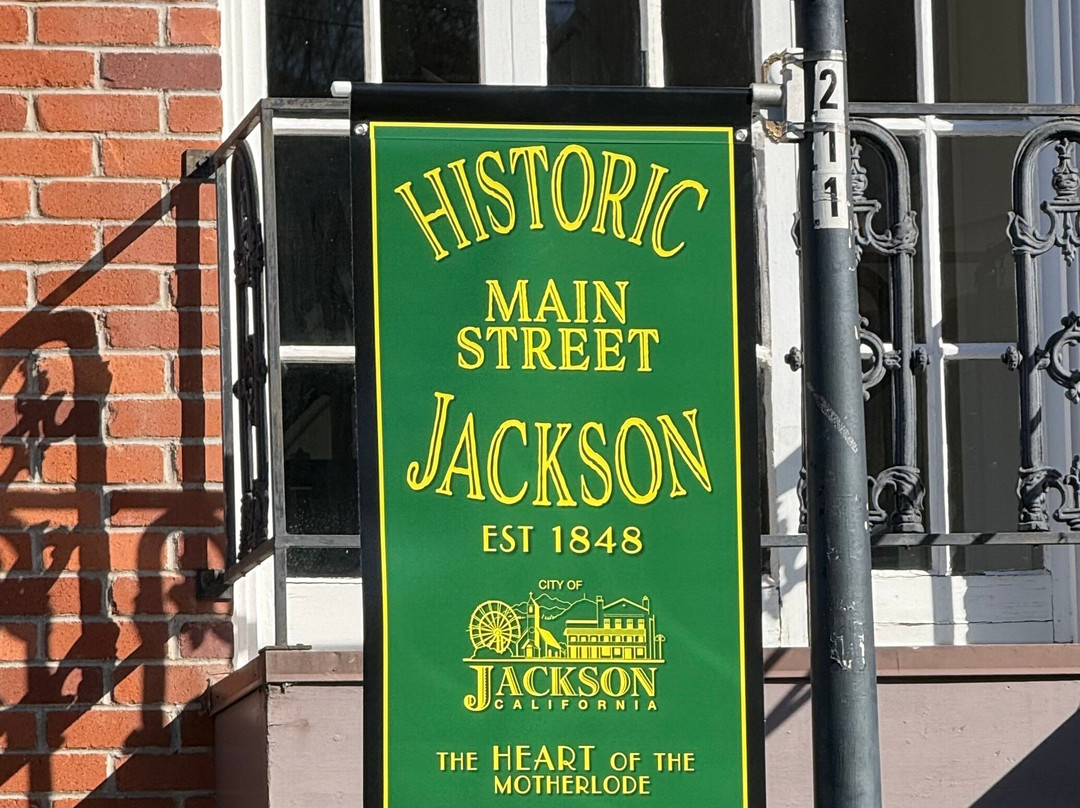 HISTORIC
MAIN
STREET
JACKSON
EST 1848
CITY OF
JACKSON
CALIFORNIA
THE HEART OF THE
MOTHERLODE
2
1
1